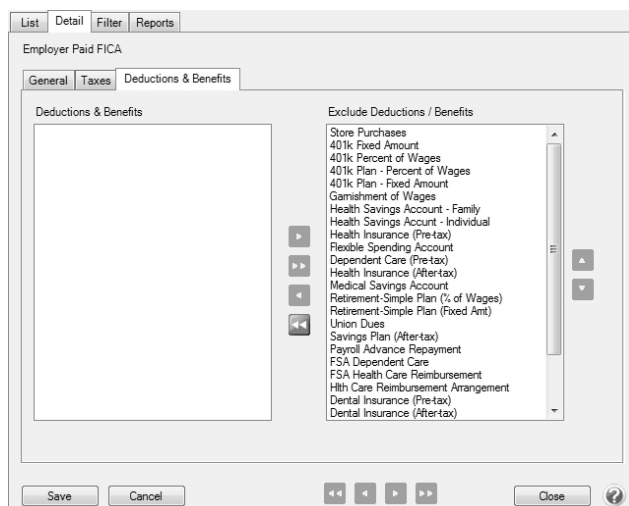 List Detail Filter Reports
Employer Paid FICA
General Taxes Deductions & Benefits
Deductions & Benefits
Exclude Deductions / Benefits
Store Purchases
401k Fixed Amount
401k Percent of Wages
401k Plan - Percent of Wages
401k Plan - Fixed Amount
Garnishment of Wages
Health Savings Account - Family
Health Savings Accunt - Individual
Health Insurance (Pre-tax)
Flexible Spending Account
Dependent Care (Pre-tax)
Health Insurance (After-tax)
Medical Savings Account
Retirement-Simple Plan (% of Wages)
Retirement-Simple Plan (Fixed Amt)
Union Dues
Savings Plan (After-tax)
Payroll Advance Repayment
FSA Dependent Care
FSA Health Care Reimbursement
Hlth Care Reimbursement Arrangement
Dental Insurance (Pre-tax)
Dental Insurance (After-tax)
Save Cancel Close ?